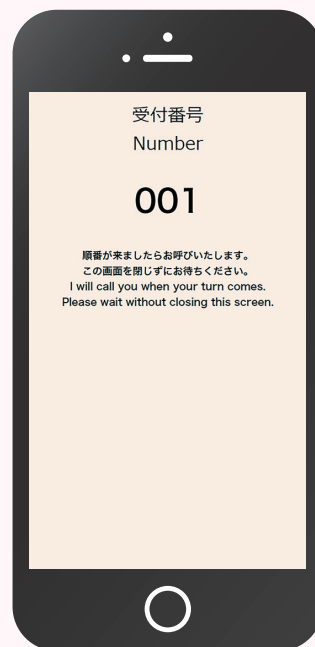 受付番号
Number
001
順番が来ましたらお呼びいたします。
この画面を閉じずにお待ちください。
I will call you when your turn comes.
Please wait without closing this screen.